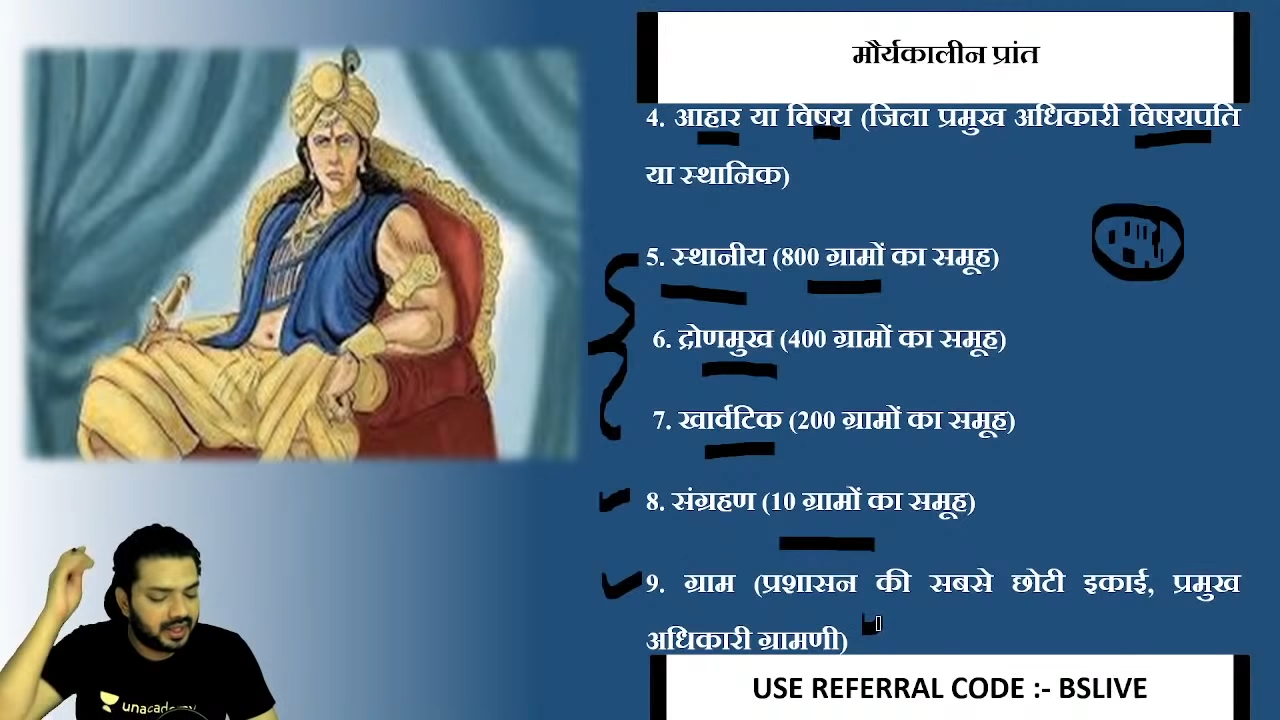 मौर्यकालीन प्रांत
4. आहार या विषय (जिला प्रमुख अधिकारी विषयपति
या स्थानिक)
5. स्थानीय (800 ग्रामों का समूह)
6. द्रोणमुख (400 ग्रामों का समूह)
7. खार्वटिक (200 ग्रामों का समूह)
8. संग्रहण (10 ग्रामों का समूह)
9. ग्राम (प्रशासन की सबसे छोटी इकाई, प्रमुख
अधिकारी ग्रामणी)
USE REFERRAL CODE :- BSLIVE
unacademy